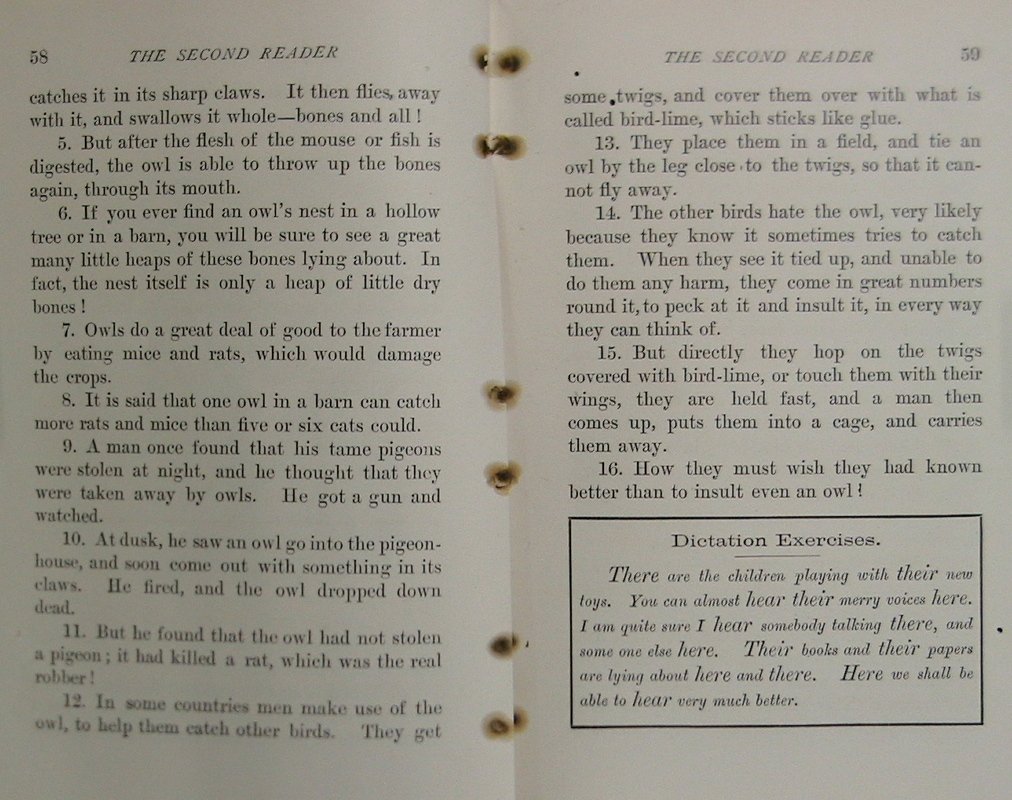 58
THE SECOND READER
catches it in its sharp claws. It then flies away
with it, and swallows it whole—bones and all!
5. But after the flesh of the mouse or fish is
digested, the owl is able to throw up the bones
again, through its mouth.
6. If you ever find an owl's nest in a hollow
tree or in a barn, you will be sure to see a great
many little heaps of these bones lying about. In
fact, the nest itself is only a heap of little dry
bones!
7. Owls do a great deal of good to the farmer
by eating mice and rats, which would damage
the crops.
8. It is said that one owl in a barn can catch
more rats and mice than five or six cats could.
9. A man once found that his tame pigeons
were stolen at night, and he thought that they
were taken away by owls. He got a gun and
watched.
10. At dusk, he saw an owl go into the pigeon-
house, and soon come out with something in its
claws. He fired, and the owl dropped down
dead.
11. But he found that the owl had not stolen
a pigeon; it had killed a rat, which was the real
robber!
12. In some countries men make use of the
owl, to help them catch other birds. They get
THE SECOND READER
59
some twigs, and cover them over with what is
called bird-lime, which sticks like glue.
13. They place them in a field, and tie an
owl by the leg close to the twigs, so that it can-
not fly away.
14. The other birds hate the owl, very likely
because they know it sometimes tries to catch
them. When they see it tied up, and unable to
do them any harm, they come in great numbers
round it, to peck at it and insult it, in every way
they can think of.
15. But directly they hop on the twigs
covered with bird-lime, or touch them with their
wings, they are held fast, and a man then
comes up, puts them into a cage, and carries
them away.
16. How they must wish they had known
better than to insult even an owl!
Dictation Exercises.
There are the children playing with their new
toys. You can almost hear their merry voices here.
I am quite sure I hear somebody talking there, and
some one else here. Their books and their papers
are lying about here and there. Here we shall be
able to hear very much better.